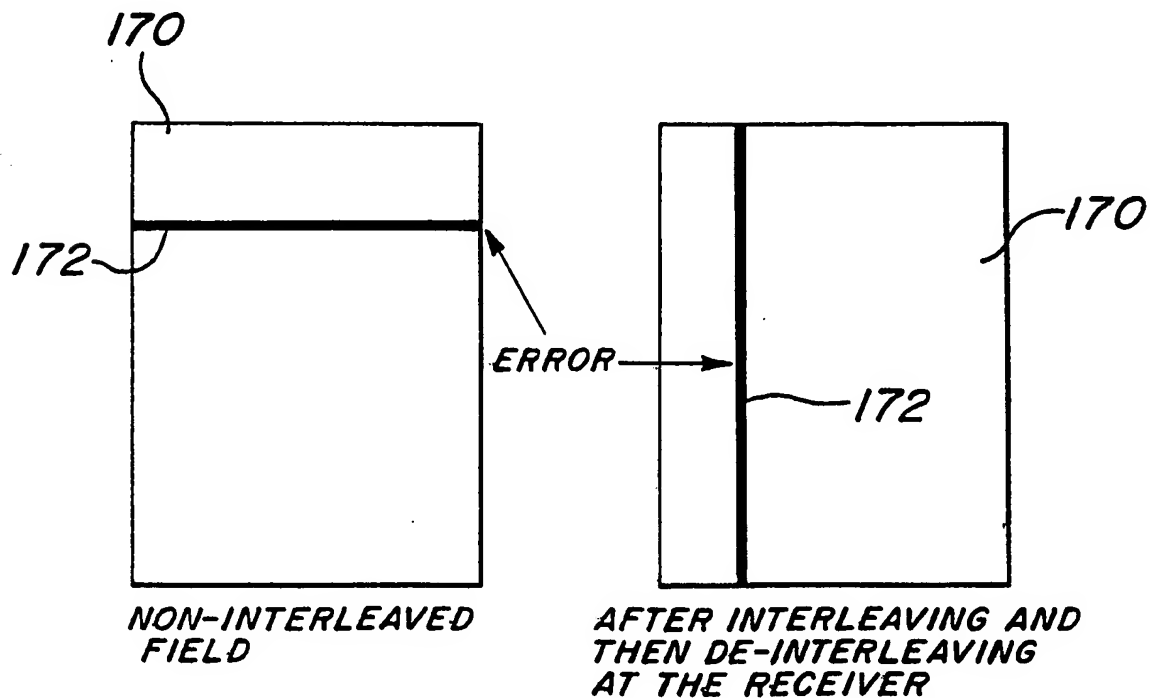 170
172
170
ERROR
172
NON-INTERLEAVED
FIELD
AFTER INTERLEAVING AND
THEN DE-INTERLEAVING
AT THE RECEIVER